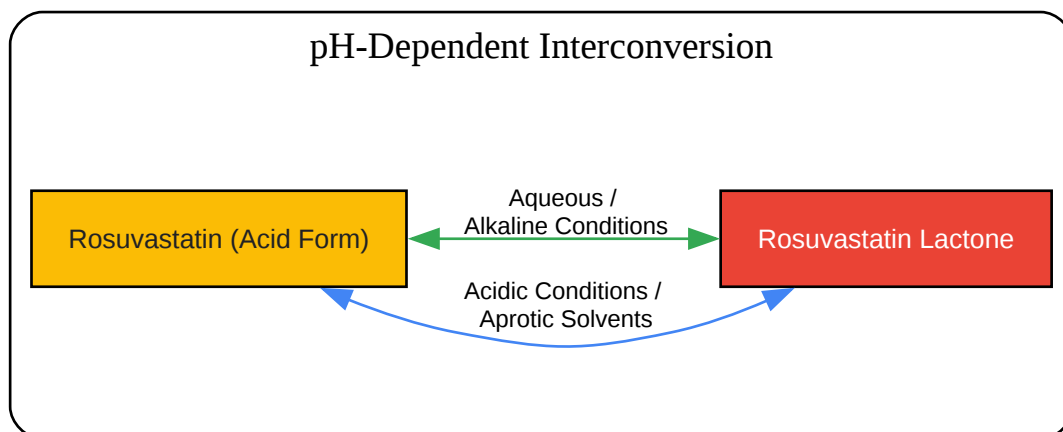 pH-Dependent Interconversion
Aqueous /
Alkaline Conditions
Rosuvastatin (Acid Form)
Rosuvastatin Lactone
Acidic Conditions /
Aprotic Solvents